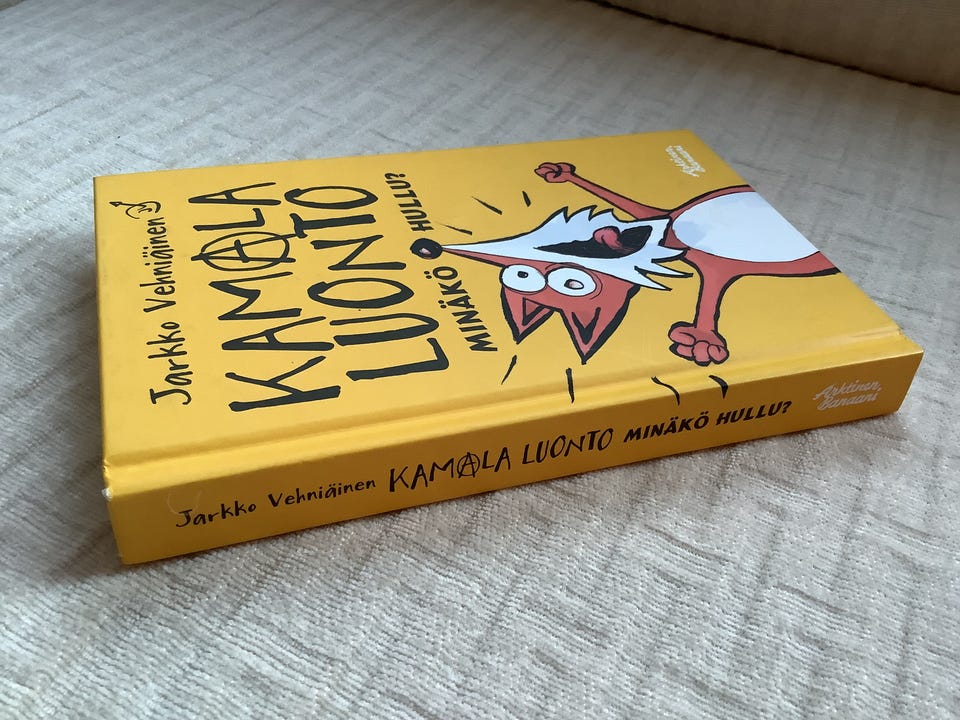 Jarkko Vehniäinen
KAMALA
LUONTO
MINÄKÖ HULLU?
Arktinen
Banaani
Jarkko Vehniäinen KAMALA LUONTO MINÄKÖ HULLU?
Arktinen
Banaani